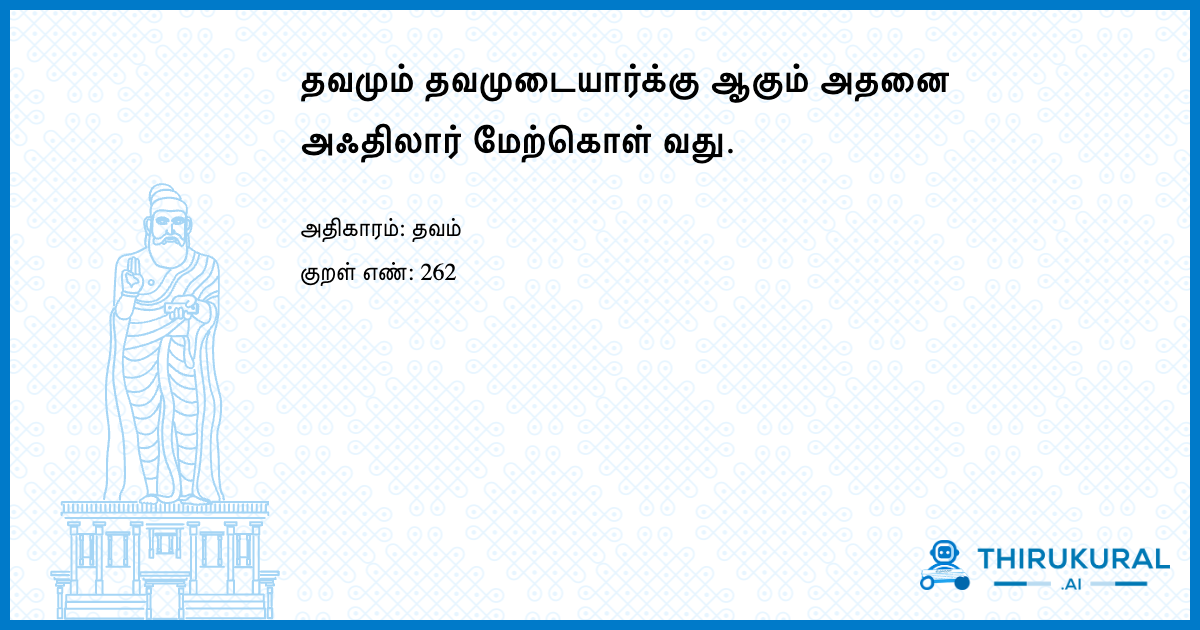 தவமும் தவமுடையார்க்கு ஆகும் அதனை
அஃதிலார் மேற்கொள் வது.
அதிகாரம்: தவம்
குறள் எண்: 262
THIRUKURAL
.AI